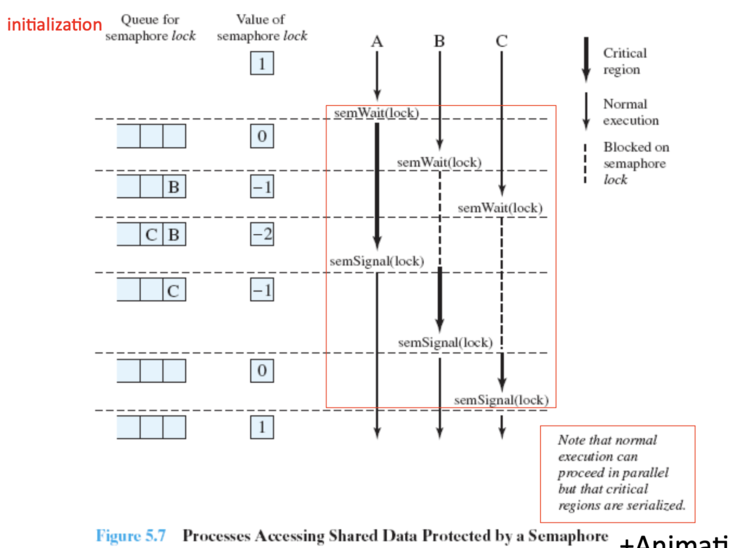 initialization
Queue for
semaphore lock
Value of
semaphore lock
1
A
B
C
Critical
region
Normal
execution
Blocked on
semaphore
lock
semWait(lock)
0
semWait(lock)
B
-1
semWait(lock)
C B
-2
semSignal(lock)
C
-1
semSignal(lock)
0
semSignal(lock)
1
Note that normal
execution can
proceed in parallel
but that critical
regions are serialized.
Figure 5.7 Processes Accessing Shared Data Protected by a Semaphore